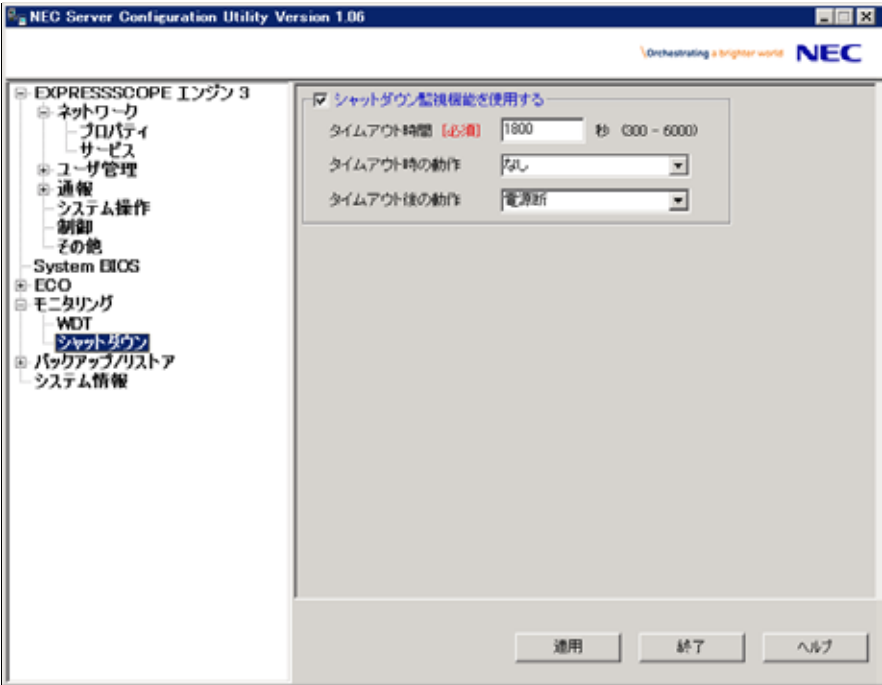 NEC Server Configuration Utility Version 1.06
\Orchestrating a brighter world NEC
EXPRESSSCOPE エンジン 3
ネットワーク
プロパティ
サービス
ユーザ管理
通報
システム操作
制御
その他
System BIOS
ECO
モニタリング
WDT
シャットダウン
バックアップ/リストア
システム情報
シャットダウン監視機能を使用する
タイムアウト時間 [必須] 1800 秒 (300 - 6000)
タイムアウト時の動作 なし
タイムアウト後の動作 電源断
適用 終了 ヘルプ